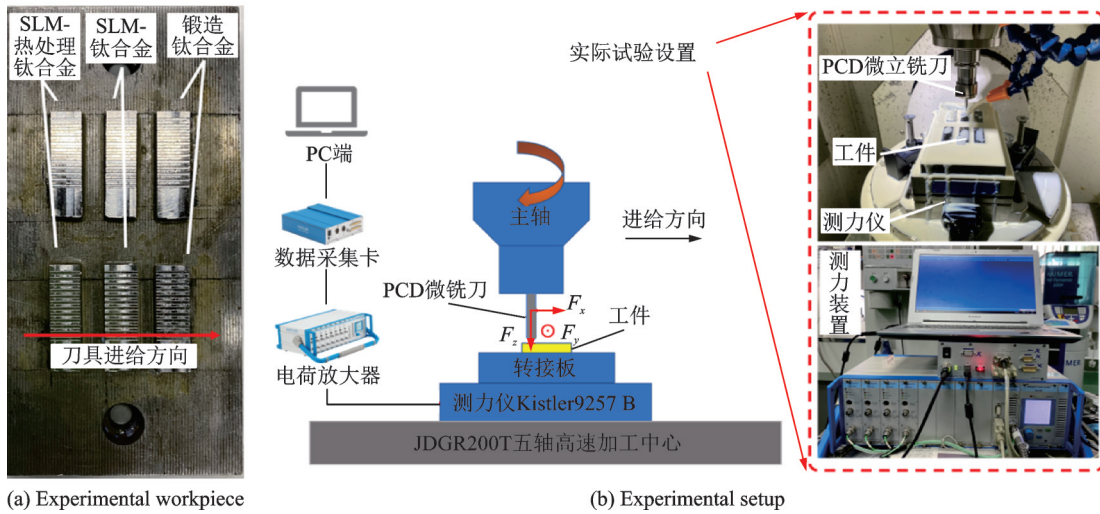 SLM-
热处理
钛合金
SLM-
钛合金
锻造
钛合金
刀具进给方向
(a) Experimental workpiece
PC端
数据采集卡
电荷放大器
主轴
进给方向
PCD微铣刀
Fx
Fy
Fz
工件
转接板
测力仪Kistler9257 B
JDGR200T五轴高速加工中心
实际试验设置
PCD微立铣刀
工件
测力仪
测力
装置
(b) Experimental setup